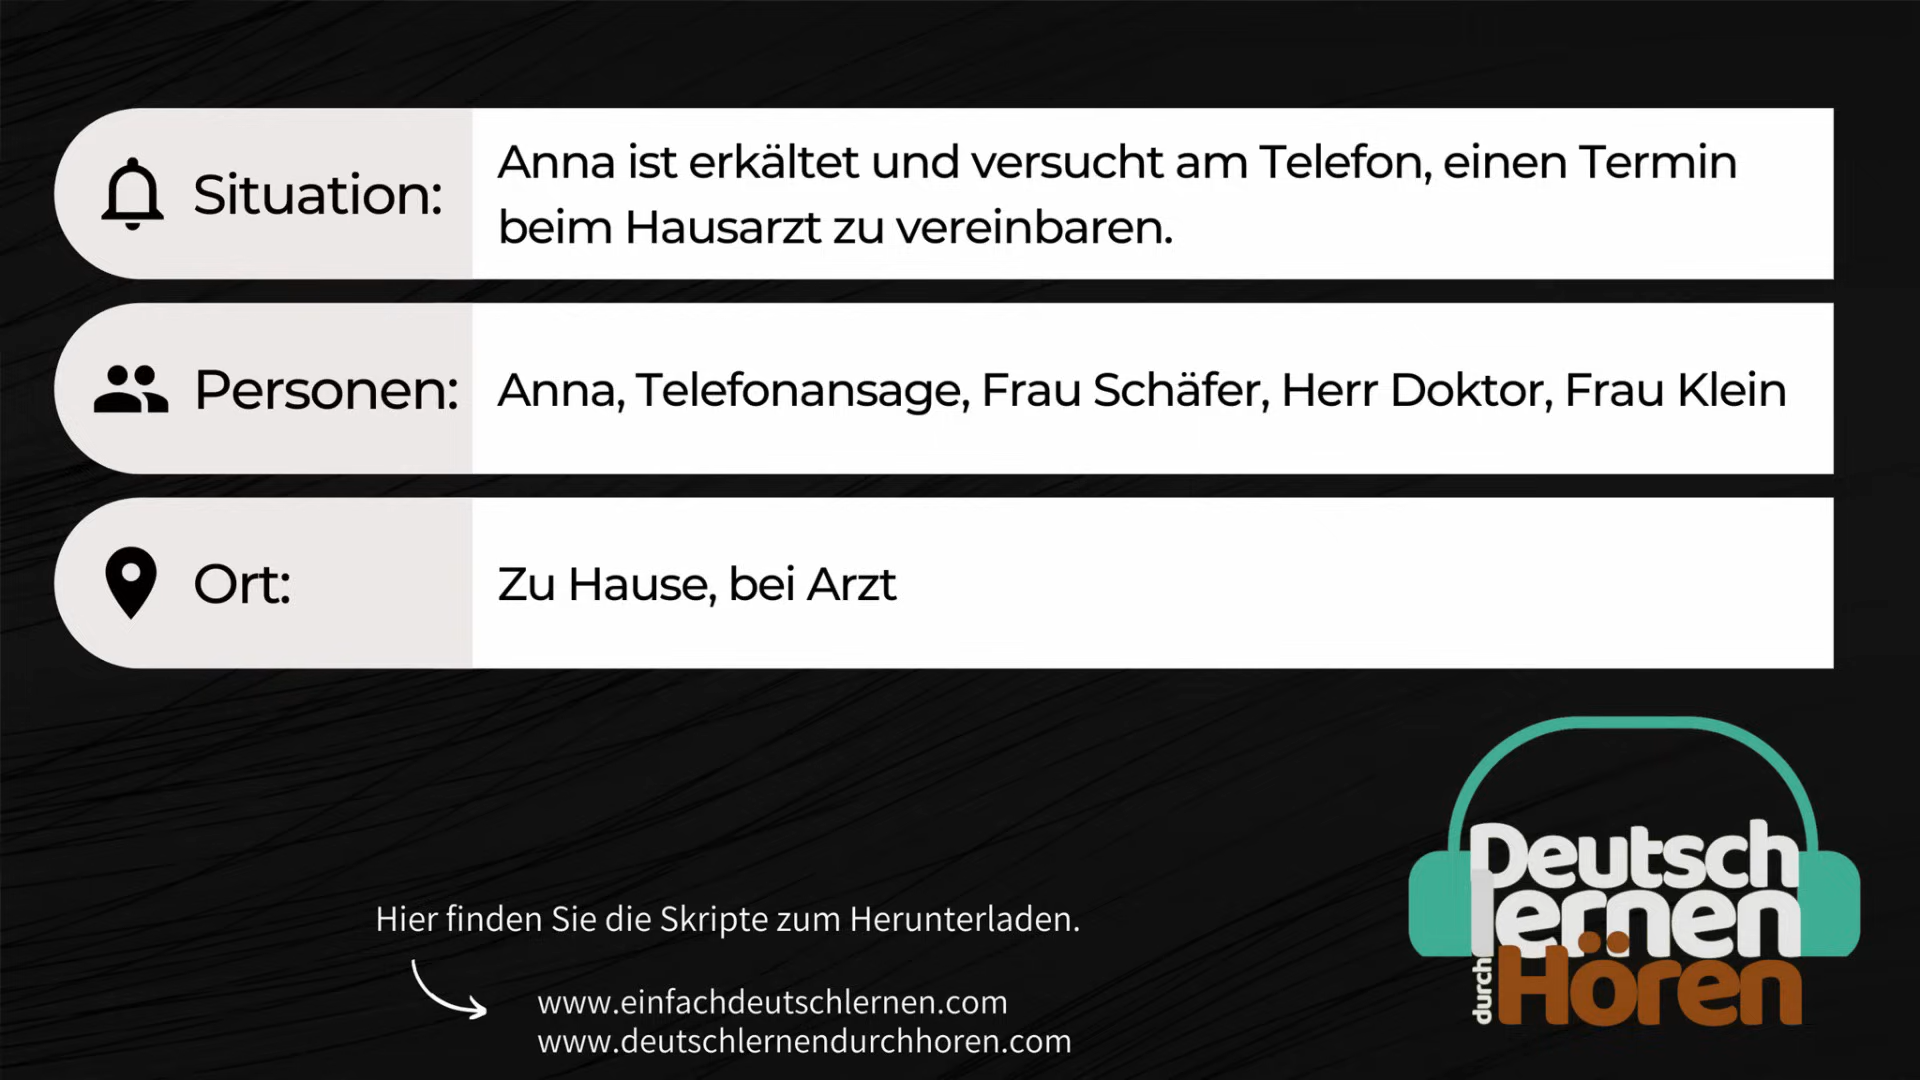 Situation:
Anna ist erkältet und versucht am Telefon, einen Termin
beim Hausarzt zu vereinbaren.
Personen:
Anna, Telefonansage, Frau Schäfer, Herr Doktor, Frau Klein
Ort:
Zu Hause, bei Arzt
Hier finden Sie die Skripte zum Herunterladen.
www.einfachdeutschlernen.com
www.deutschlernendurchhoren.com
Deutsch
lernen
durch
Hören